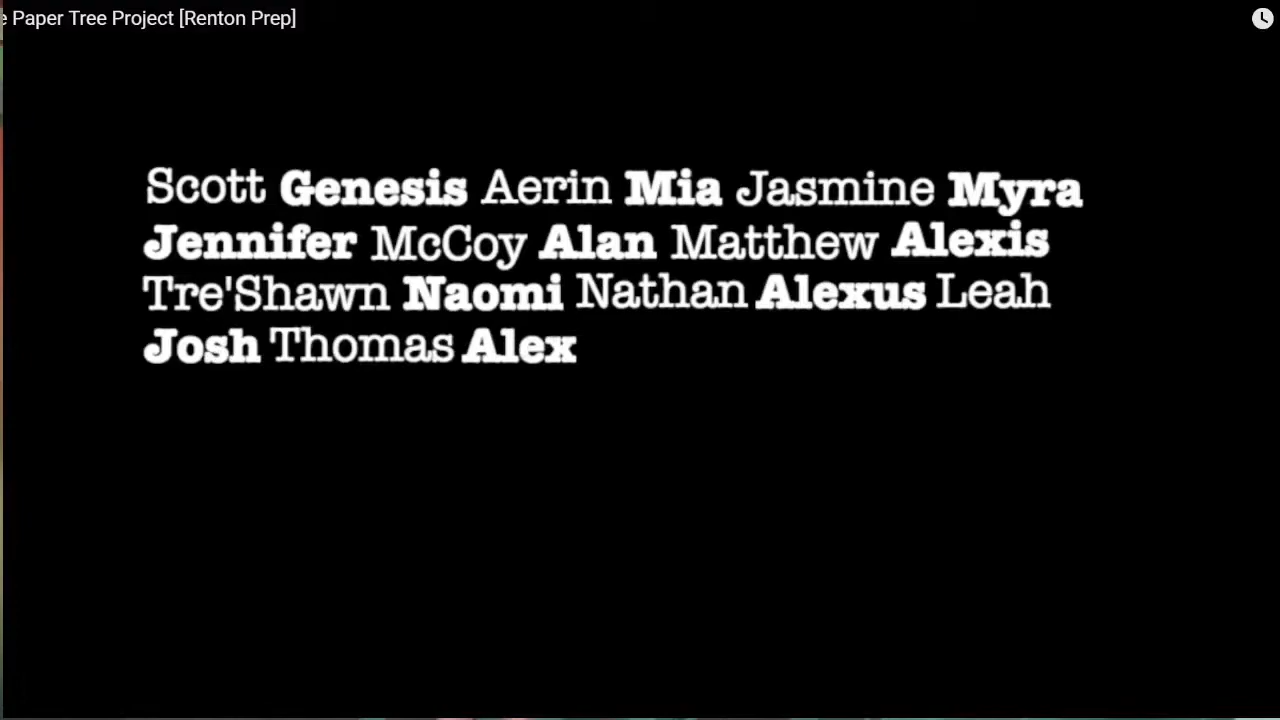 e Paper Tree Project [Renton Prep]
Scott Genesis Aerin Mia Jasmine Myra
Jennifer McCoy Alan Matthew Alexis
Tre'Shawn Naomi Nathan Alexus Leah
Josh Thomas Alex